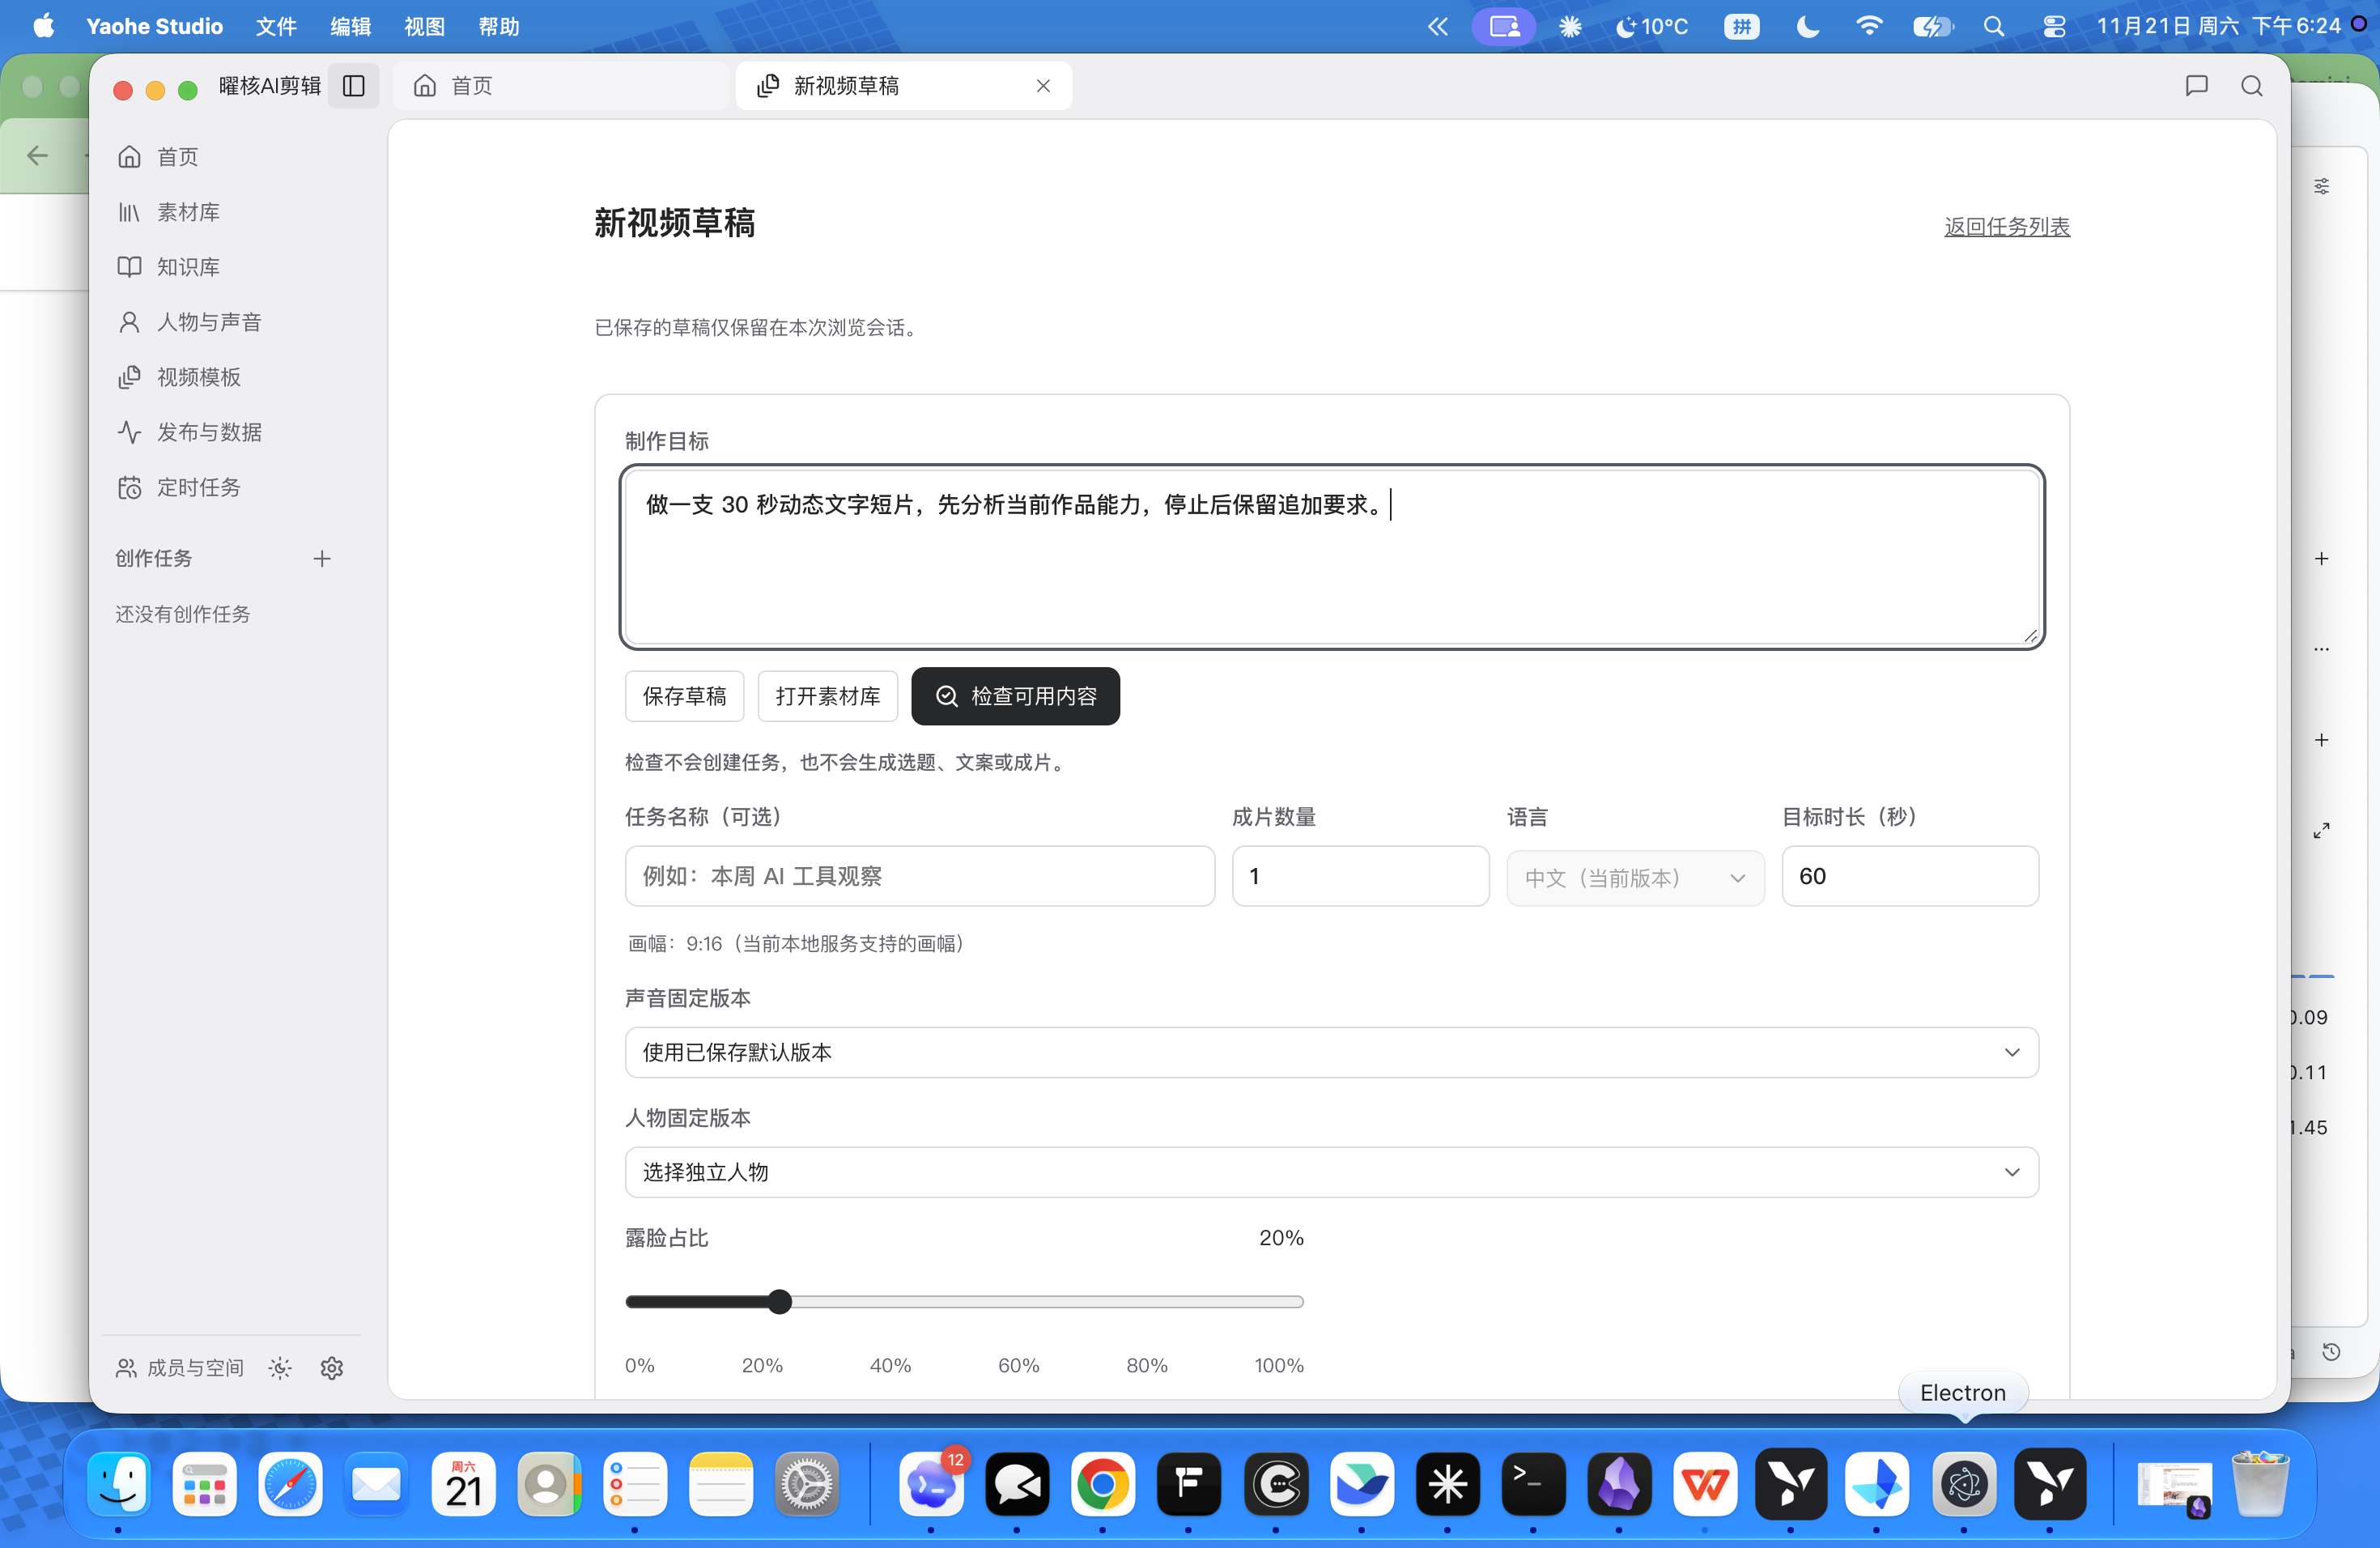 Yaohe Studio 文件 编辑 视图 帮助
10°C 拼 11月21日 周六 下午6:24
曜核AI剪辑
首页
新视频草稿
首页
素材库
知识库
人物与声音
视频模板
发布与数据
定时任务
创作任务
还没有创作任务
成员与空间
新视频草稿
返回任务列表
已保存的草稿仅保留在本次浏览会话。
制作目标
做一支 30 秒动态文字短片，先分析当前作品能力，停止后保留追加要求。
保存草稿 打开素材库 检查可用内容
检查不会创建任务，也不会生成选题、文案或成片。
任务名称（可选） 成片数量 语言 目标时长（秒）
例如：本周 AI 工具观察 1 中文（当前版本） 60
画幅：9:16（当前本地服务支持的画幅）
声音固定版本
使用已保存默认版本
人物固定版本
选择独立人物
露脸占比 20%
0% 20% 40% 60% 80% 100%
.09
.11
.45
Electron
周六
21
12